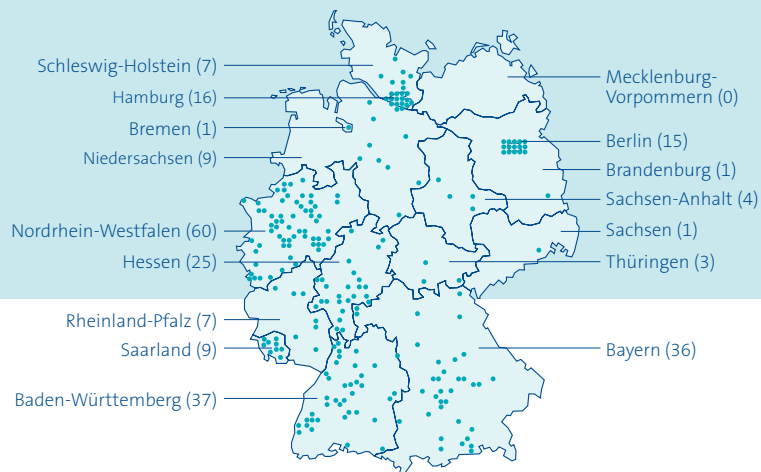 Schleswig-Holstein (7)
Hamburg (16)
Bremen (1)
Niedersachsen (9)
Nordrhein-Westfalen (60)
Hessen (25)
Rheinland-Pfalz (7)
Saarland (9)
Baden-Württemberg (37)
Mecklenburg-
Vorpommern (0)
Berlin (15)
Brandenburg (1)
Sachsen-Anhalt (4)
Sachsen (1)
Thüringen (3)
Bayern (36)